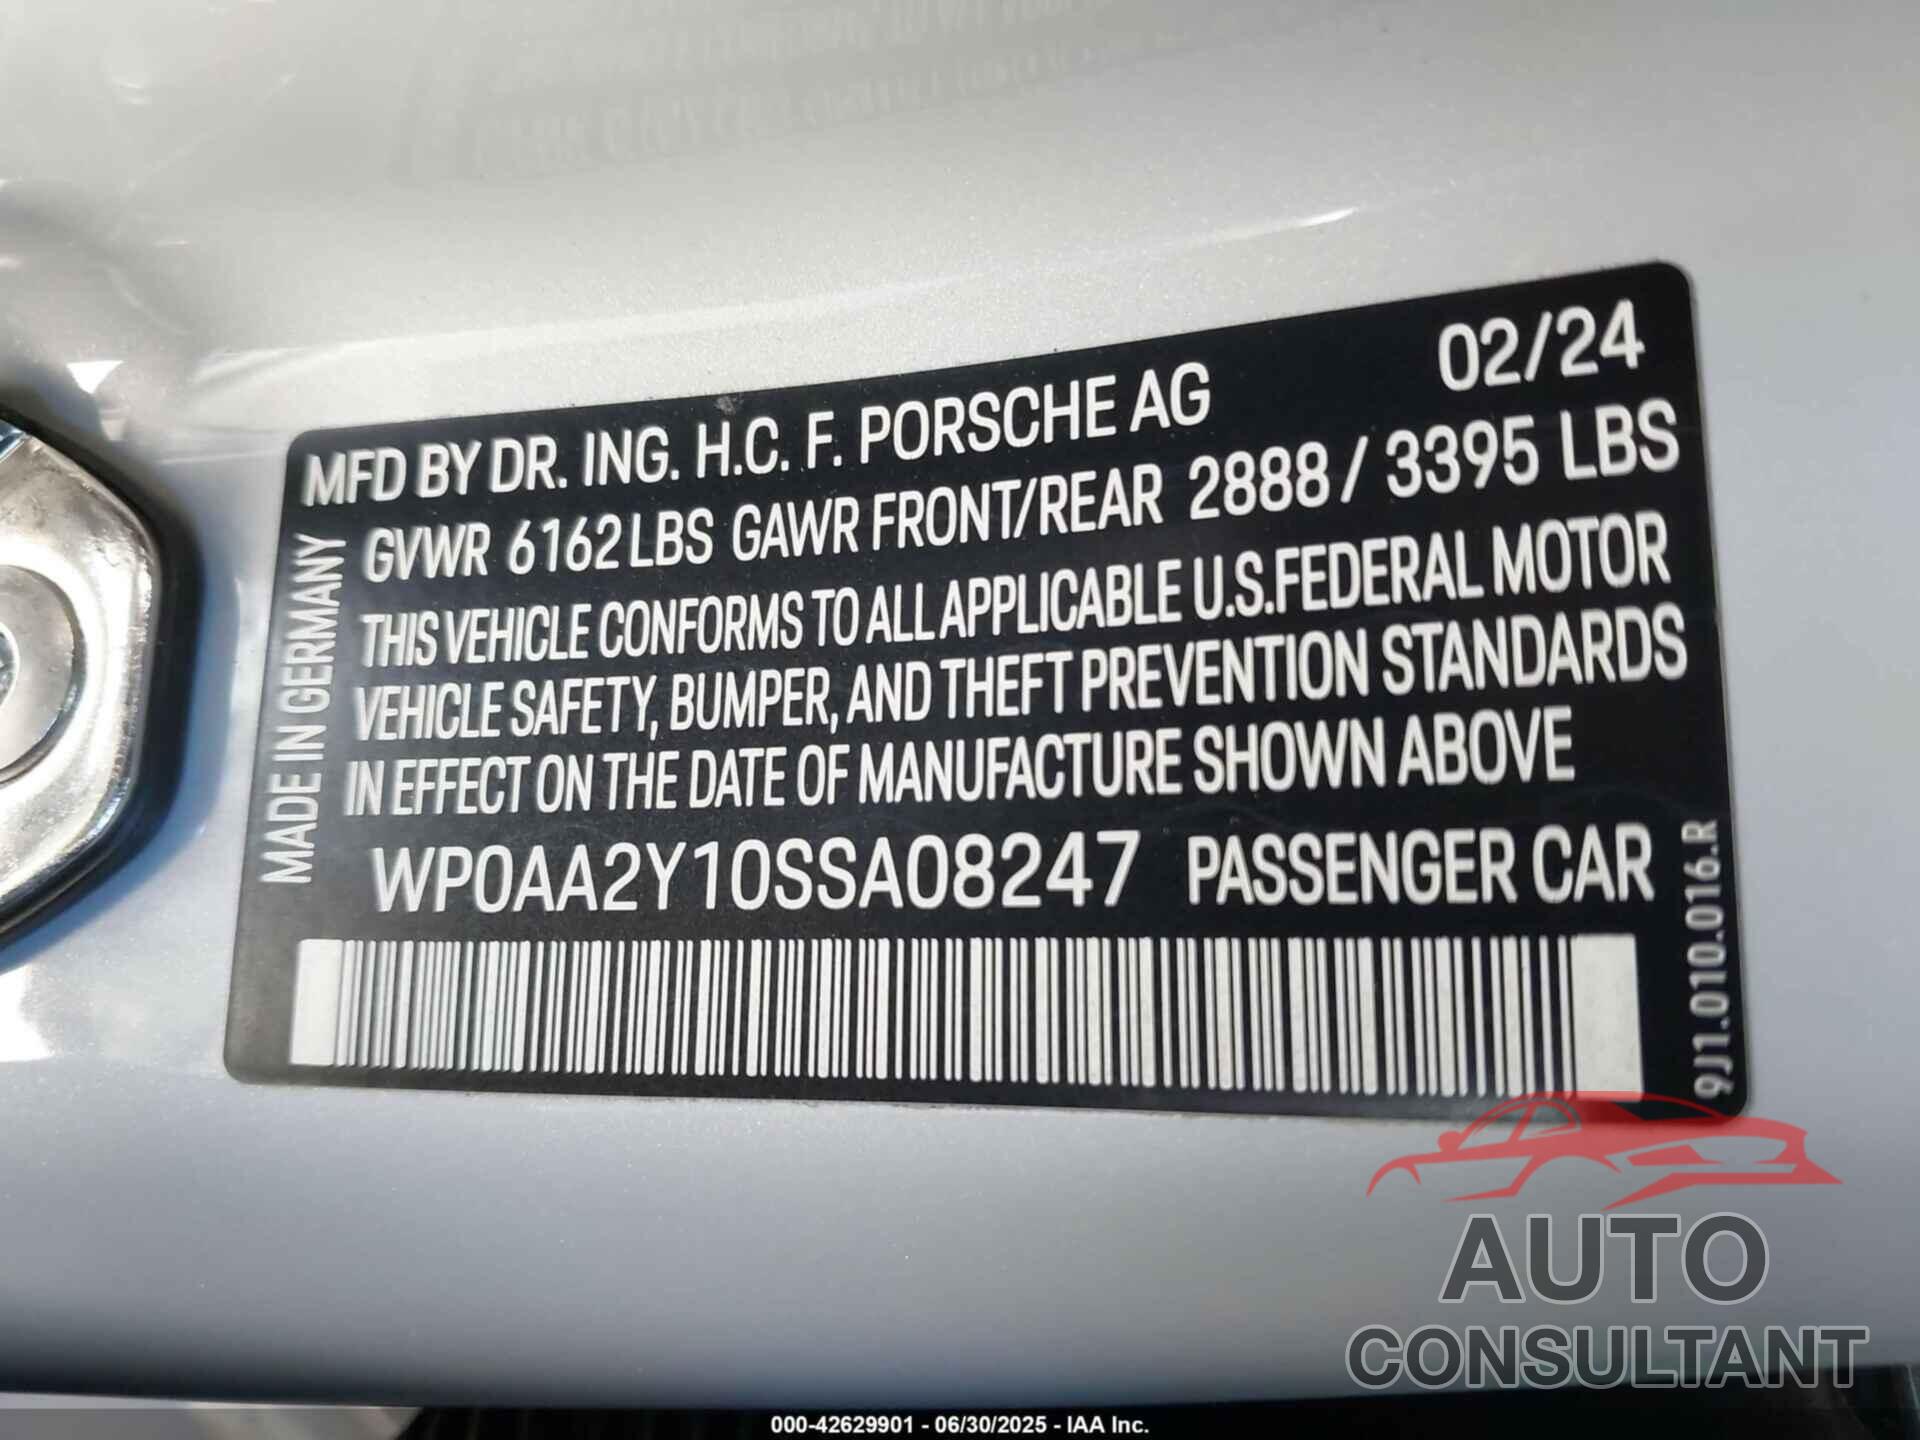 02/24
MFD BY DR. ING. H.C. F. PORSCHE AG
GVWR 6162 LBS GAWR FRONT/REAR 2888 / 3395 LBS
THIS VEHICLE CONFORMS TO ALL APPLICABLE U.S.FEDERAL MOTOR
VEHICLE SAFETY, BUMPER, AND THEFT PREVENTION STANDARDS
IN EFFECT ON THE DATE OF MANUFACTURE SHOWN ABOVE
WP0AA2Y10SSA08247 PASSENGER CAR
MADE IN GERMANY
9J1.010.016.R
AUTO
CONSULTANT
000-42629901 - 06/30/2025 - IAA Inc.